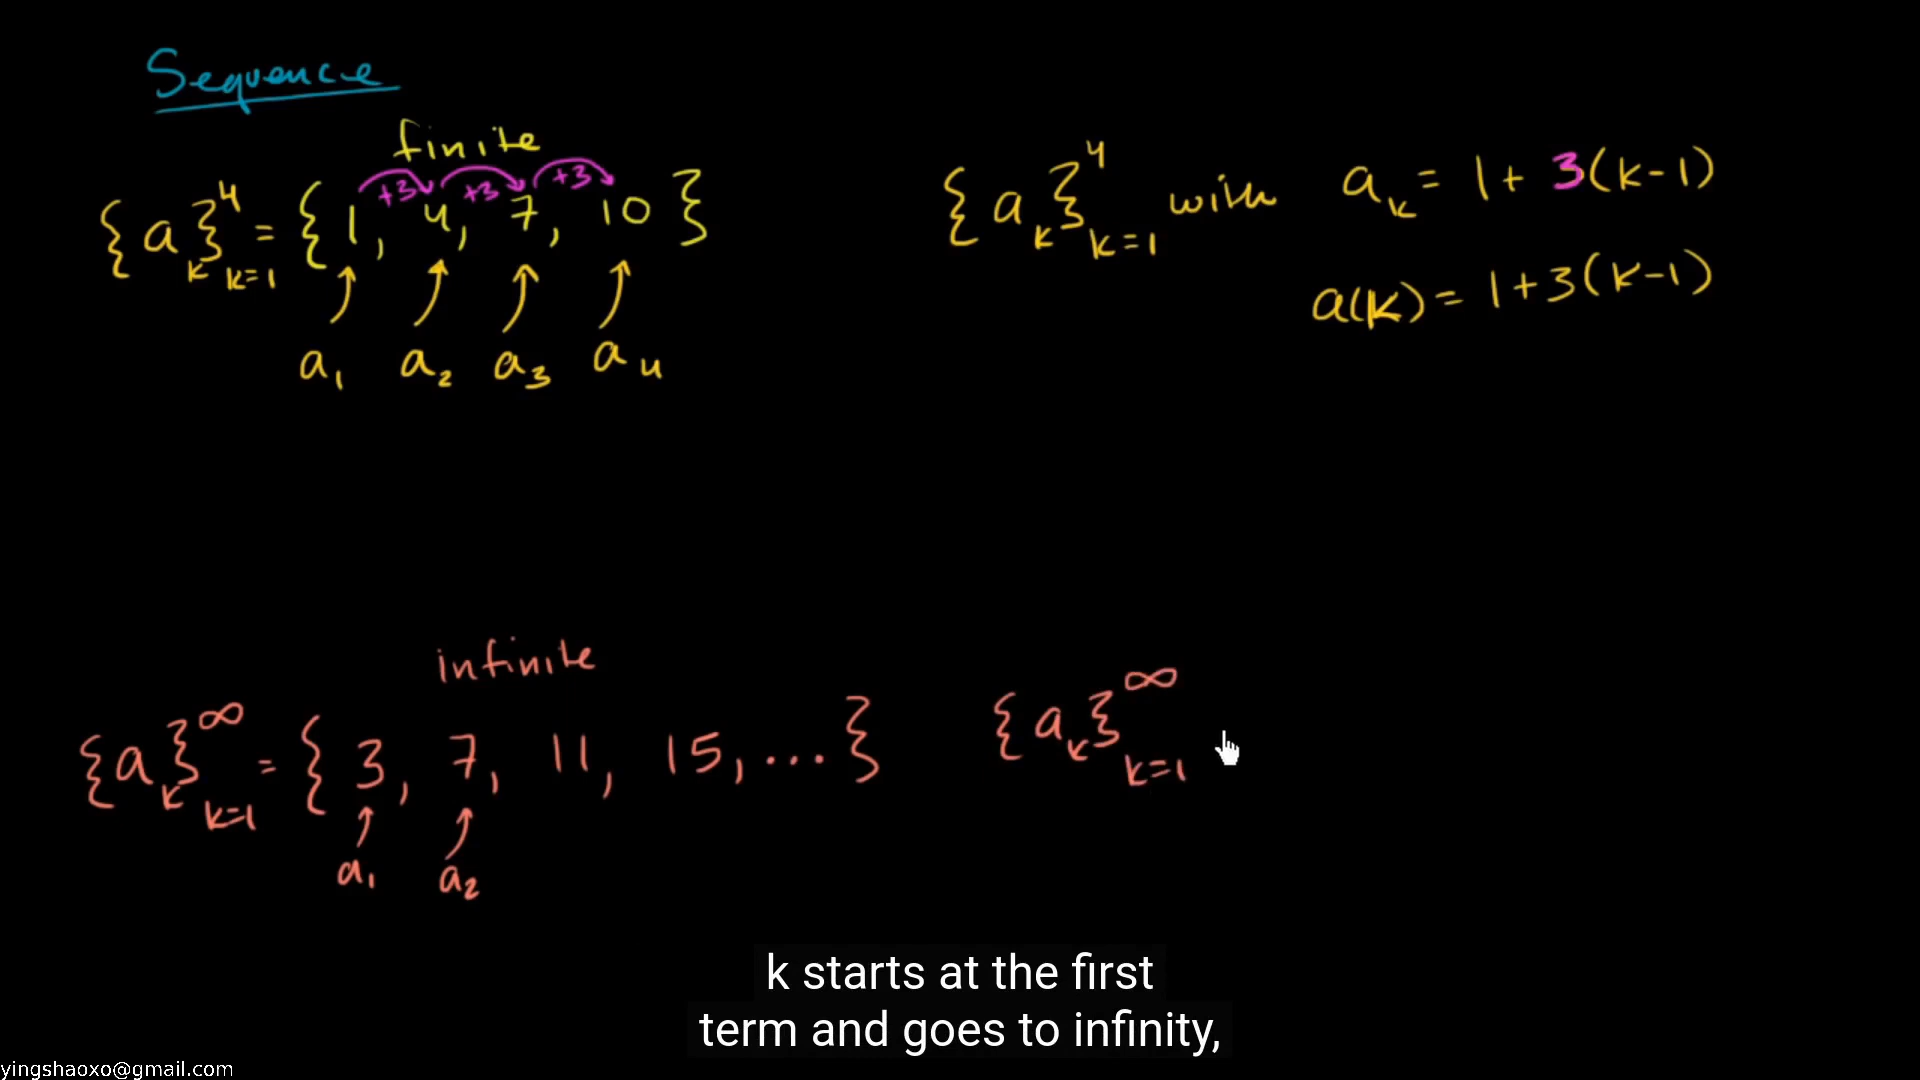 Sequence
finite
+3 +3 +3
{a_k}^4_{k=1} = {1, 4, 7, 10}
a_1 a_2 a_3 a_4
{a_k}^4_{k=1} with a_k = 1+3(k-1)
a(k) = 1+3(k-1)
infinite
{a_k}^∞_{k=1} = {3, 7, 11, 15, ...}
a_1 a_2
{a_k}^∞_{k=1}
k starts at the first
term and goes to infinity,
yingshaoxo@gmail.com